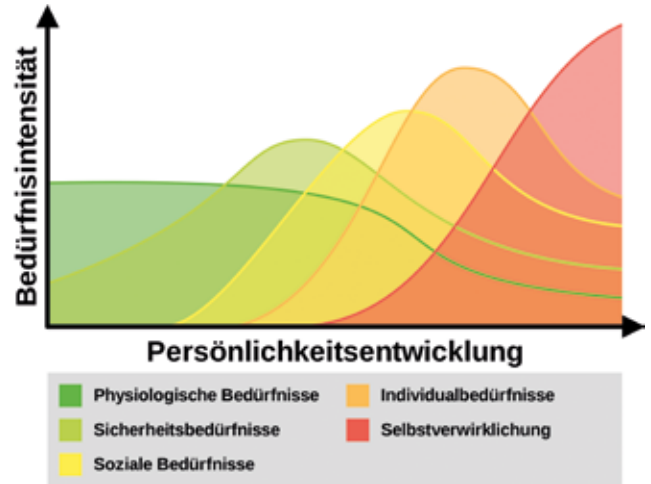 Bedürfnisintensität
Persönlichkeitsentwicklung
Physiologische Bedürfnisse
Sicherheitsbedürfnisse
Soziale Bedürfnisse
Individualbedürfnisse
Selbstverwirklichung